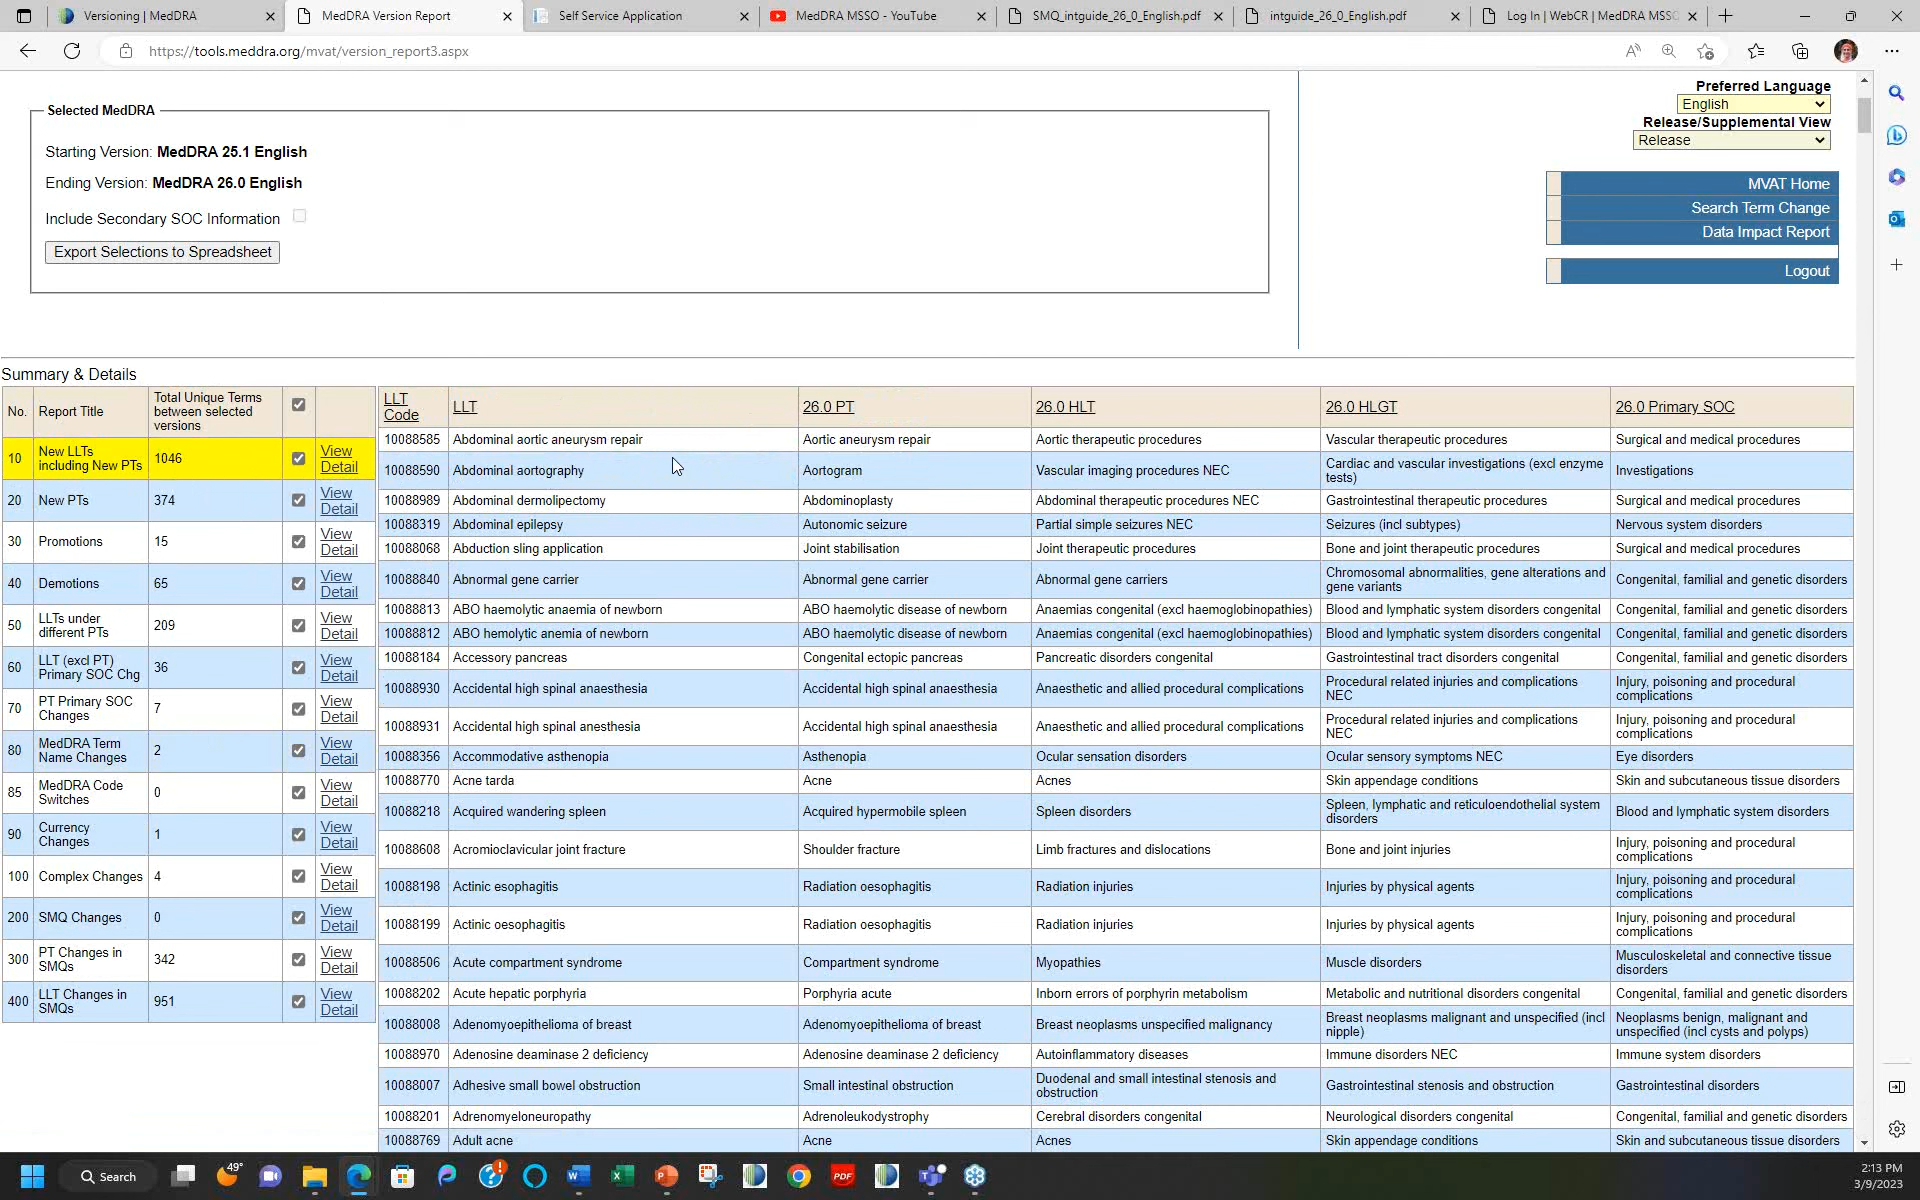 Versioning | MedDRA
MedDRA Version Report
Self Service Application
MedDRA MSSO - YouTube
SMQ_intguide_26_0_English.pdf
intguide_26_0_English.pdf
Log In | WebCR | MedDRA MSSO
https://tools.meddra.org/mvat/version_report3.aspx
Preferred Language
English
Release/Supplemental View
Release
Selected MedDRA
Starting Version: MedDRA 25.1 English
Ending Version: MedDRA 26.0 English
Include Secondary SOC Information
Export Selections to Spreadsheet
MVAT Home
Search Term Change
Data Impact Report
Logout
Summary & Details
No. Report Title Total Unique Terms between selected versions
10 New LLTs including New PTs 1046 View Detail
20 New PTs 374 View Detail
30 Promotions 15 View Detail
40 Demotions 65 View Detail
50 LLTs under different PTs 209 View Detail
60 LLT (excl PT) Primary SOC Chg 36 View Detail
70 PT Primary SOC Changes 7 View Detail
80 MedDRA Term Name Changes 2 View Detail
85 MedDRA Code Switches 0 View Detail
90 Currency Changes 1 View Detail
100 Complex Changes 4 View Detail
200 SMQ Changes 0 View Detail
300 PT Changes in SMQs 342 View Detail
400 LLT Changes in SMQs 951 View Detail
LLT Code LLT 26.0 PT 26.0 HLT 26.0 HLGT 26.0 Primary SOC
10088585 Abdominal aortic aneurysm repair Aortic aneurysm repair Aortic therapeutic procedures Vascular therapeutic procedures Surgical and medical procedures
10088590 Abdominal aortography Aortogram Vascular imaging procedures NEC Cardiac and vascular investigations (excl enzyme tests) Investigations
10088989 Abdominal dermolipectomy Abdominoplasty Abdominal therapeutic procedures NEC Gastrointestinal therapeutic procedures Surgical and medical procedures
10088319 Abdominal epilepsy Autonomic seizure Partial simple seizures NEC Seizures (incl subtypes) Nervous system disorders
10088068 Abduction sling application Joint stabilisation Joint therapeutic procedures Bone and joint therapeutic procedures Surgical and medical procedures
10088840 Abnormal gene carrier Abnormal gene carrier Abnormal gene carriers Chromosomal abnormalities, gene alterations and gene variants Congenital, familial and genetic disorders
10088813 ABO haemolytic anaemia of newborn ABO haemolytic disease of newborn Anaemias congenital (excl haemoglobinopathies) Blood and lymphatic system disorders congenital Congenital, familial and genetic disorders
10088812 ABO hemolytic anemia of newborn ABO haemolytic disease of newborn Anaemias congenital (excl haemoglobinopathies) Blood and lymphatic system disorders congenital Congenital, familial and genetic disorders
10088184 Accessory pancreas Congenital ectopic pancreas Pancreatic disorders congenital Gastrointestinal tract disorders congenital Congenital, familial and genetic disorders
10088930 Accidental high spinal anaesthesia Accidental high spinal anaesthesia Anaesthetic and allied procedural complications Procedural related injuries and complications NEC Injury, poisoning and procedural complications
10088931 Accidental high spinal anesthesia Accidental high spinal anaesthesia Anaesthetic and allied procedural complications Procedural related injuries and complications NEC Injury, poisoning and procedural complications
10088356 Accommodative asthenopia Asthenopia Ocular sensation disorders Ocular sensory symptoms NEC Eye disorders
10088770 Acne tarda Acne Acnes Skin appendage conditions Skin and subcutaneous tissue disorders
10088218 Acquired wandering spleen Acquired hypermobile spleen Spleen disorders Spleen, lymphatic and reticuloendothelial system disorders Blood and lymphatic system disorders
10088608 Acromioclavicular joint fracture Shoulder fracture Limb fractures and dislocations Bone and joint injuries Injury, poisoning and procedural complications
10088198 Actinic esophagitis Radiation oesophagitis Radiation injuries Injuries by physical agents Injury, poisoning and procedural complications
10088199 Actinic oesophagitis Radiation oesophagitis Radiation injuries Injuries by physical agents Injury, poisoning and procedural complications
10088506 Acute compartment syndrome Compartment syndrome Myopathies Muscle disorders Musculoskeletal and connective tissue disorders
10088202 Acute hepatic porphyria Porphyria acute Inborn errors of porphyrin metabolism Metabolic and nutritional disorders congenital Congenital, familial and genetic disorders
10088008 Adenomyoepithelioma of breast Adenomyoepithelioma of breast Breast neoplasms unspecified malignancy Breast neoplasms malignant and unspecified (incl nipple) Neoplasms benign, malignant and unspecified (incl cysts and polyps)
10088970 Adenosine deaminase 2 deficiency Adenosine deaminase 2 deficiency Autoinflammatory diseases Immune disorders NEC Immune system disorders
10088007 Adhesive small bowel obstruction Small intestinal obstruction Duodenal and small intestinal stenosis and obstruction Gastrointestinal stenosis and obstruction Gastrointestinal disorders
10088201 Adrenomyeloneuropathy Adrenoleukodystrophy Cerebral disorders congenital Neurological disorders congenital Congenital, familial and genetic disorders
10088769 Adult acne Acne Acnes Skin appendage conditions Skin and subcutaneous tissue disorders
Search
49°
PDF
2:13 PM
3/9/2023